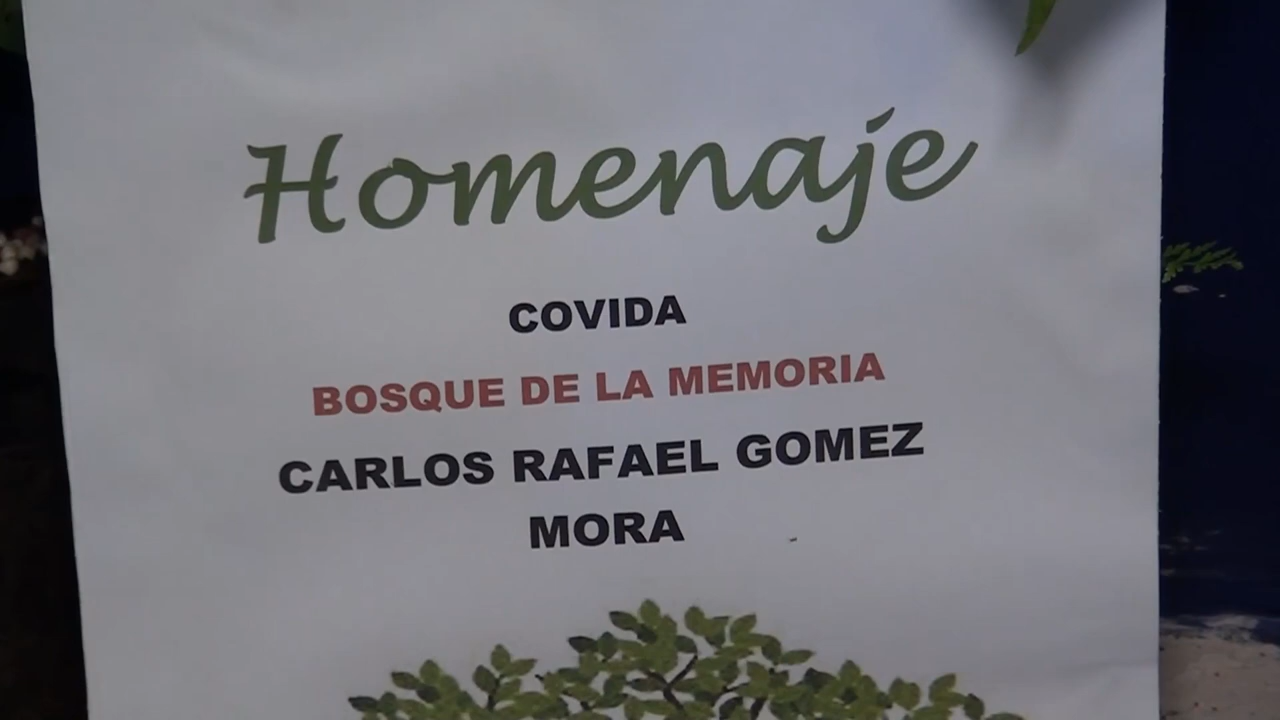 Homenaje
COVIDA
BOSQUE DE LA MEMORIA
CARLOS RAFAEL GOMEZ
MORA